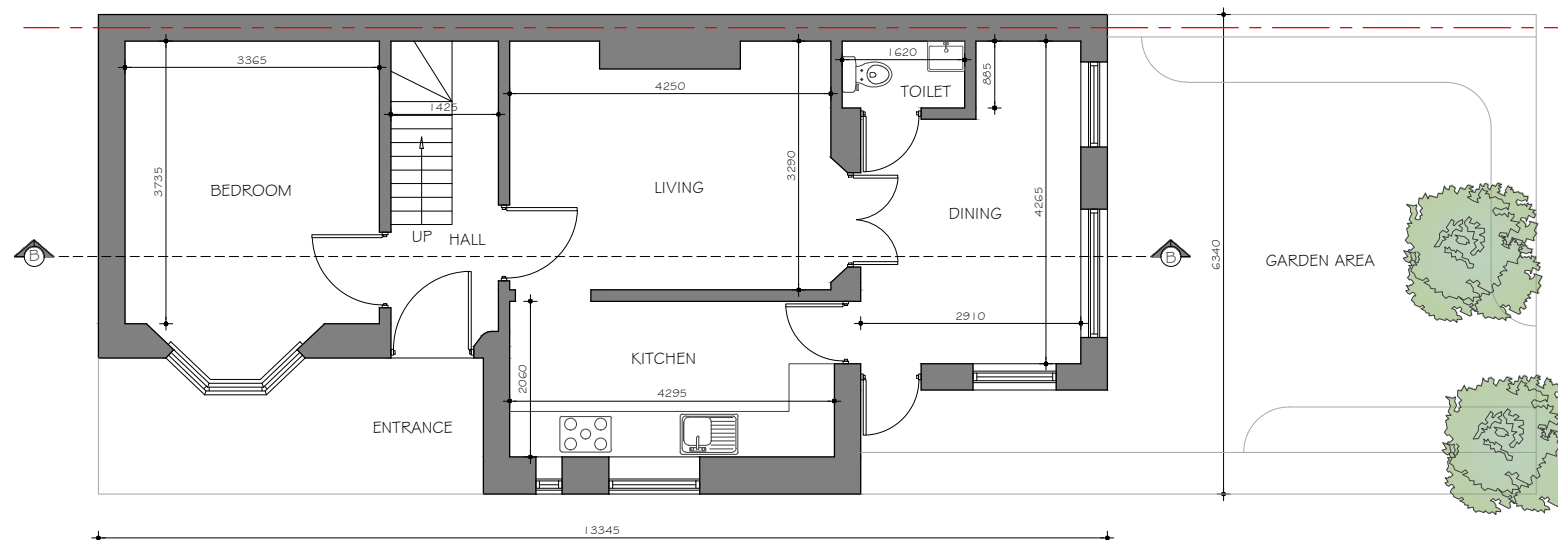 3365
1425
4250
1620
885
TOILET
3735
BEDROOM
LIVING
3290
DINING
4265
UP
HALL
B
B
6340
GARDEN AREA
2910
KITCHEN
2060
4295
ENTRANCE
13345